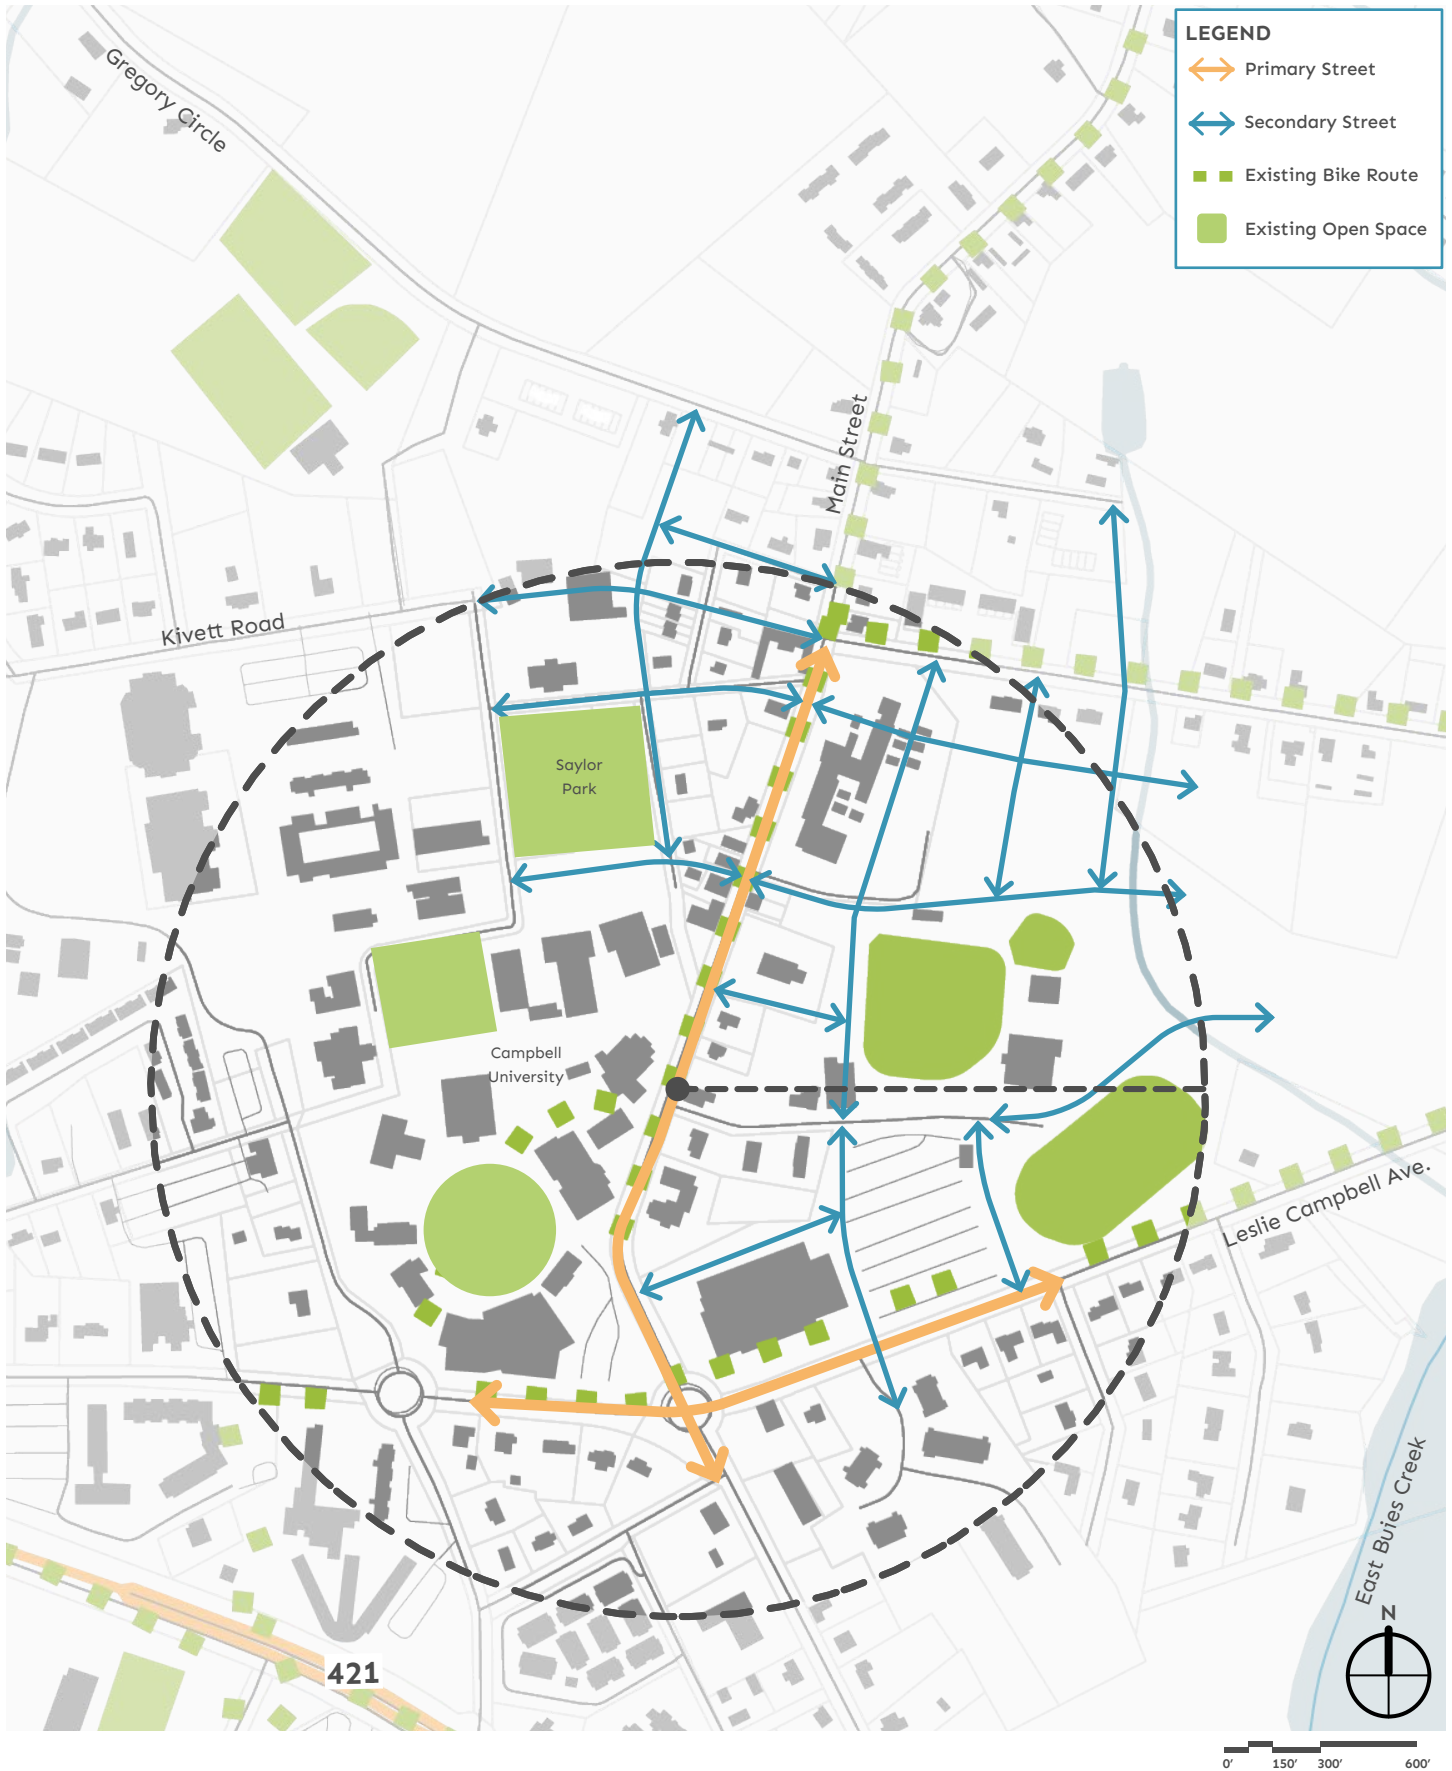 LEGEND
Primary Street
Secondary Street
Existing Bike Route
Existing Open Space
Gregory Circle
Main Street
Kivett Road
Saylor
Park
Campbell
University
Leslie Campbell Ave.
East Buies Creek
421
N
0' 150' 300' 600'